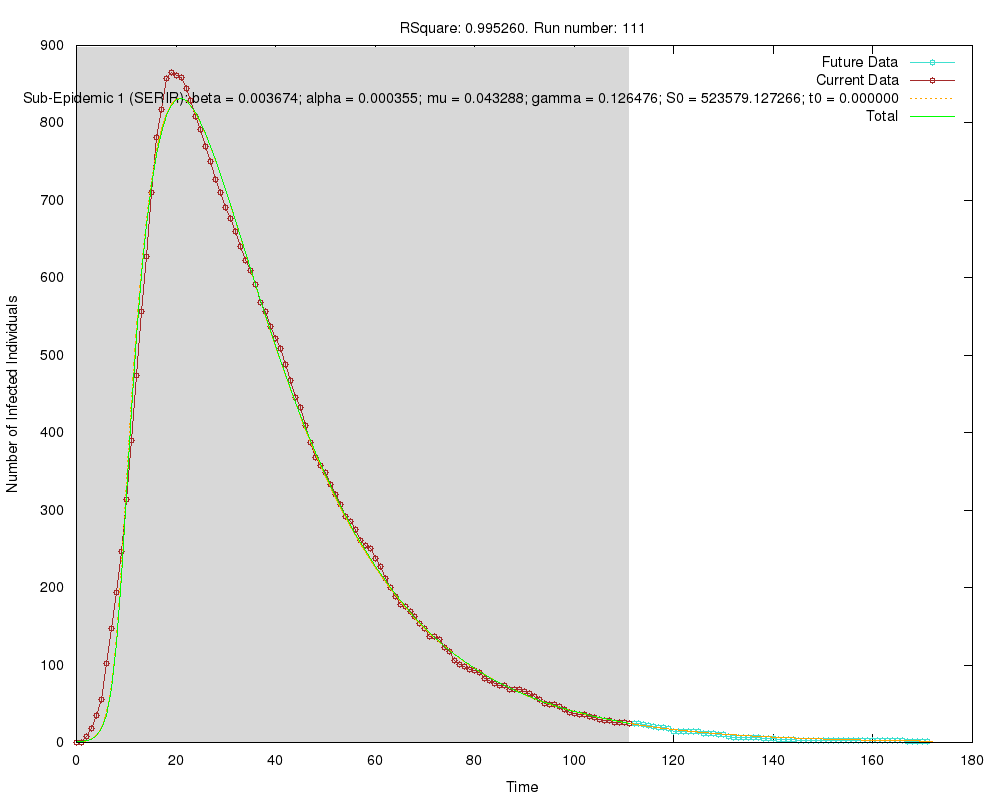 RSquare: 0.995260. Run number: 111
900
800
700
600
500
400
300
200
100
0
Number of Infected Individuals
Future Data
Current Data
Sub-Epidemic 1 (SERIR): beta = 0.003674; alpha = 0.000355; mu = 0.043288; gamma = 0.126476; S0 = 523579.127266; t0 = 0.000000
Total
0 20 40 60 80 100 120 140 160 180
Time